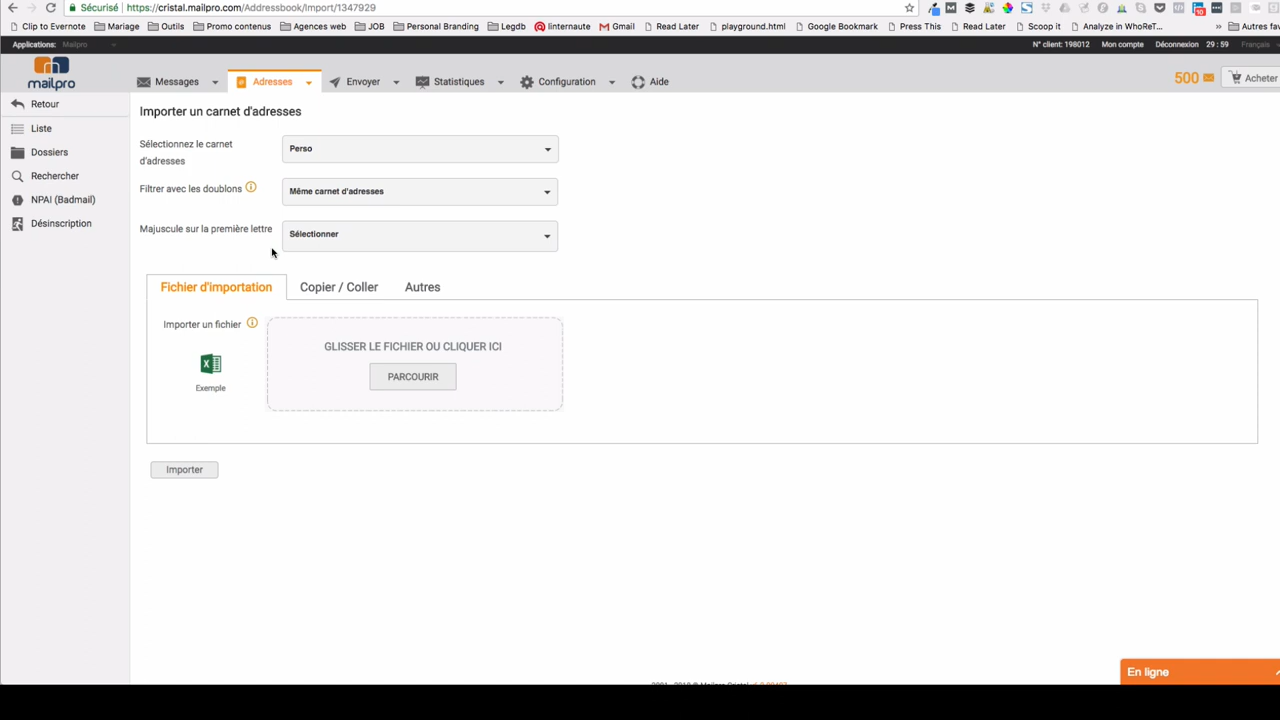 Sécurisé https://cristal.mailpro.com/Addressbook/Import/1347929
Clip to Evernote Mariage Outils Promo contenus Agences web JOB Personal Branding Legdb linternaute Gmail Read Later playground.html Google Bookmark Press This Read Later Scoop it Analyze in WhoRET... » Autres fa
Applications: Mailpro N° client: 198012 Mon compte Déconnexion 29 : 59 Français
mailpro Messages Adresses Envoyer Statistiques Configuration Aide 500 Acheter
Retour
Liste
Dossiers
Rechercher
NPAI (Badmail)
Désinscription
Importer un carnet d'adresses
Sélectionnez le carnet
d'adresses
Perso
Filtrer avec les doublons
Même carnet d'adresses
Majuscule sur la première lettre
Sélectionner
Fichier d'importation Copier / Coller Autres
Importer un fichier
Exemple
GLISSER LE FICHIER OU CLIQUER ICI
PARCOURIR
Importer
En ligne